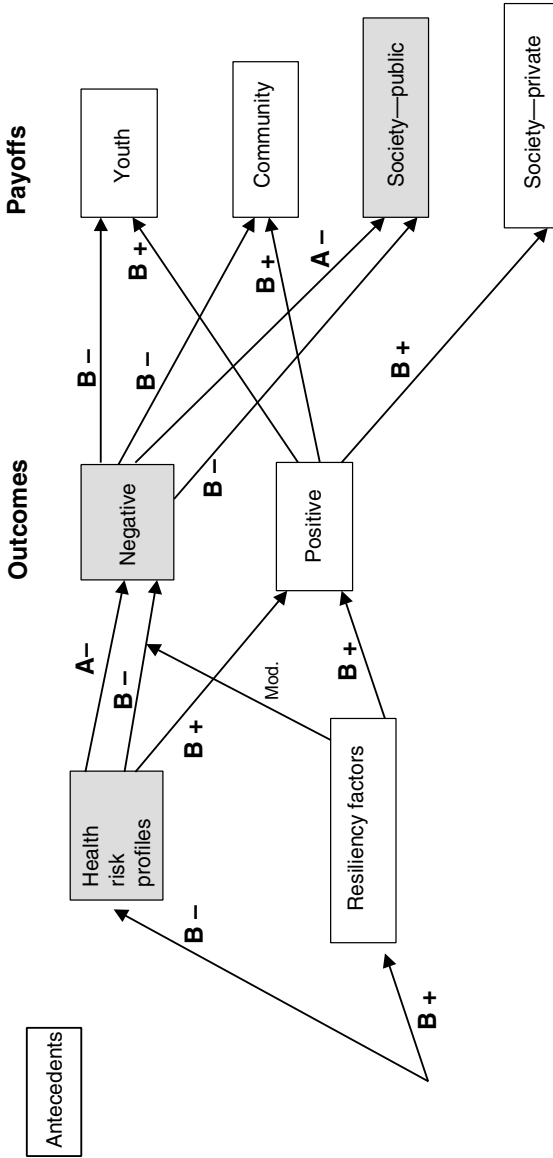 Antecedents
Outcomes
Payoffs
Health
risk
profiles
Resiliency factors
Negative
Positive
Youth
Community
Society—public
Society—private
B –
B +
A–
B –
B +
Mod.
B +
B –
B +
B –
B +
A –
B –
B +